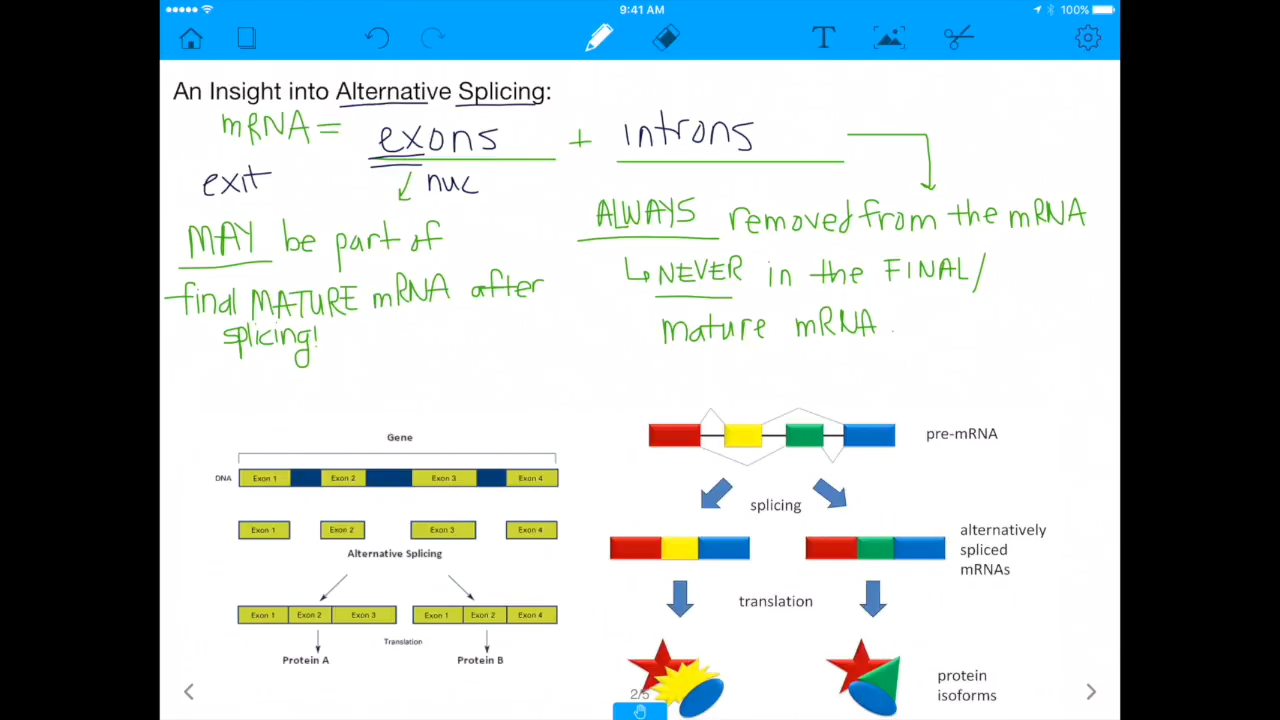 9:41 AM
100%
T
An Insight into Alternative Splicing:
mRNA = exons + introns
exit nuc
ALWAYS removed from the mRNA
MAY be part of
↳ NEVER in the FINAL/
final MATURE mRNA after
mature mRNA.
splicing!
Gene
DNA Exon 1 Exon 2 Exon 3 Exon 4
Exon 1 Exon 2 Exon 3 Exon 4
Alternative Splicing
Exon 1 Exon 2 Exon 3 Exon 1 Exon 2 Exon 4
Translation
Protein A Protein B
pre-mRNA
splicing
alternatively
spliced
mRNAs
translation
protein
isoforms
2/5